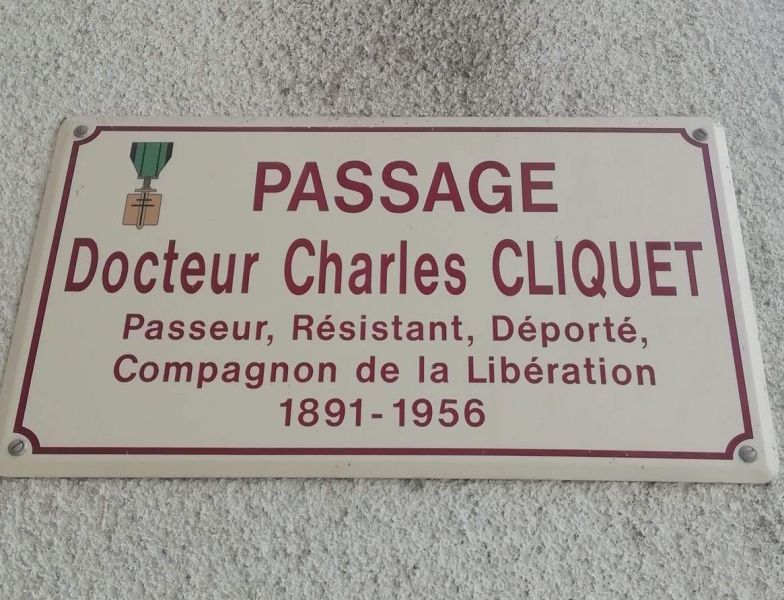 PASSAGE
Docteur Charles CLIQUET
Passeur, Résistant, Déporté,
Compagnon de la Libération
1891-1956